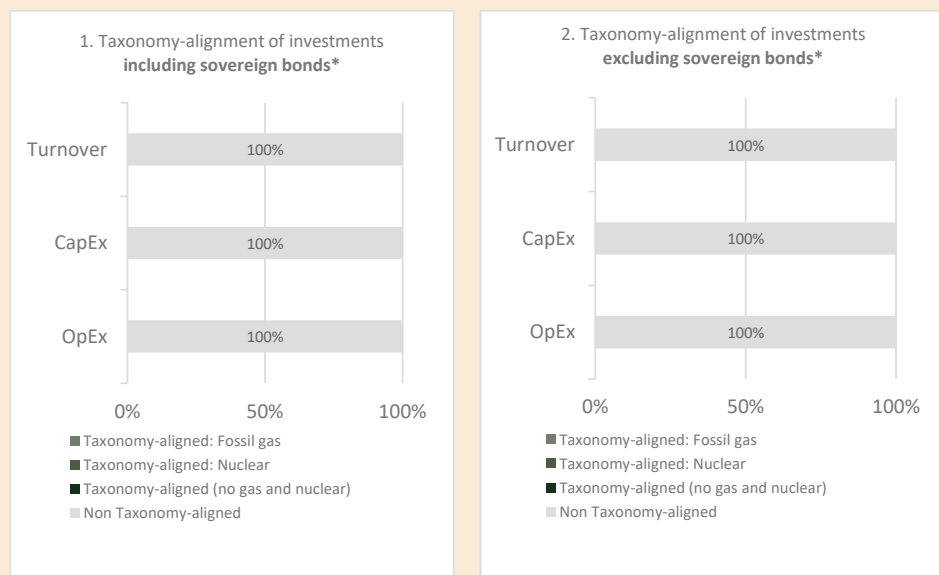 1. Taxonomy-alignment of investments
including sovereign bonds*
Turnover
100%
CapEx
100%
OpEx
100%
0%
50%
100%
Taxonomy-aligned: Fossil gas
Taxonomy-aligned: Nuclear
Taxonomy-aligned (no gas and nuclear)
Non Taxonomy-aligned
2. Taxonomy-alignment of investments
excluding sovereign bonds*
Turnover
100%
CapEx
100%
OpEx
100%
0%
50%
100%
Taxonomy-aligned: Fossil gas
Taxonomy-aligned: Nuclear
Taxonomy-aligned (no gas and nuclear)
Non Taxonomy-aligned